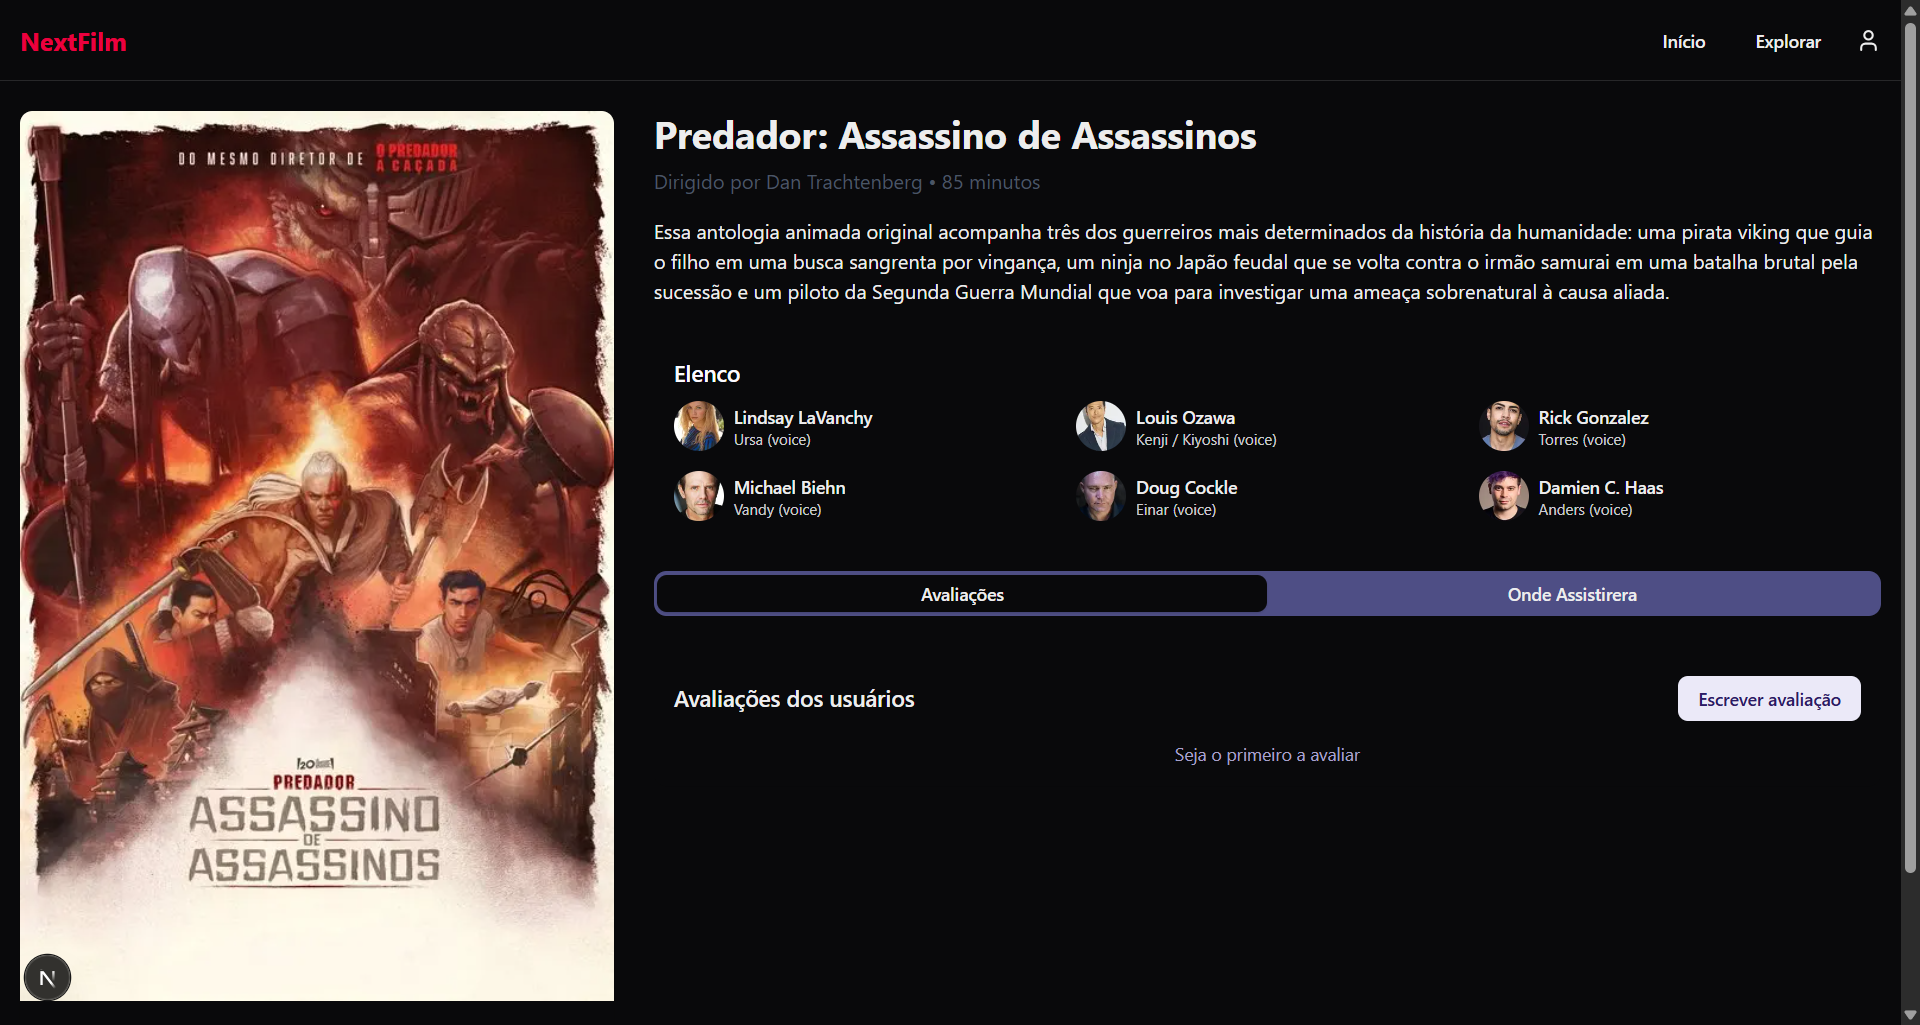 NextFilm
Início
Explorar
DO MESMO DIRETOR DE
O PREDADOR
A CAÇADA
PREDADOR
ASSASSINO
DE
ASSASSINOS
N
Predador: Assassino de Assassinos
Dirigido por Dan Trachtenberg • 85 minutos
Essa antologia animada original acompanha três dos guerreiros mais determinados da história da humanidade: uma pirata viking que guia
o filho em uma busca sangrenta por vingança, um ninja no Japão feudal que se volta contra o irmão samurai em uma batalha brutal pela
sucessão e um piloto da Segunda Guerra Mundial que voa para investigar uma ameaça sobrenatural à causa aliada.
Elenco
Lindsay LaVanchy
Ursa (voice)
Louis Ozawa
Kenji / Kiyoshi (voice)
Rick Gonzalez
Torres (voice)
Michael Biehn
Vandy (voice)
Doug Cockle
Einar (voice)
Damien C. Haas
Anders (voice)
Avaliações
Onde Assistirera
Avaliações dos usuários
Escrever avaliação
Seja o primeiro a avaliar